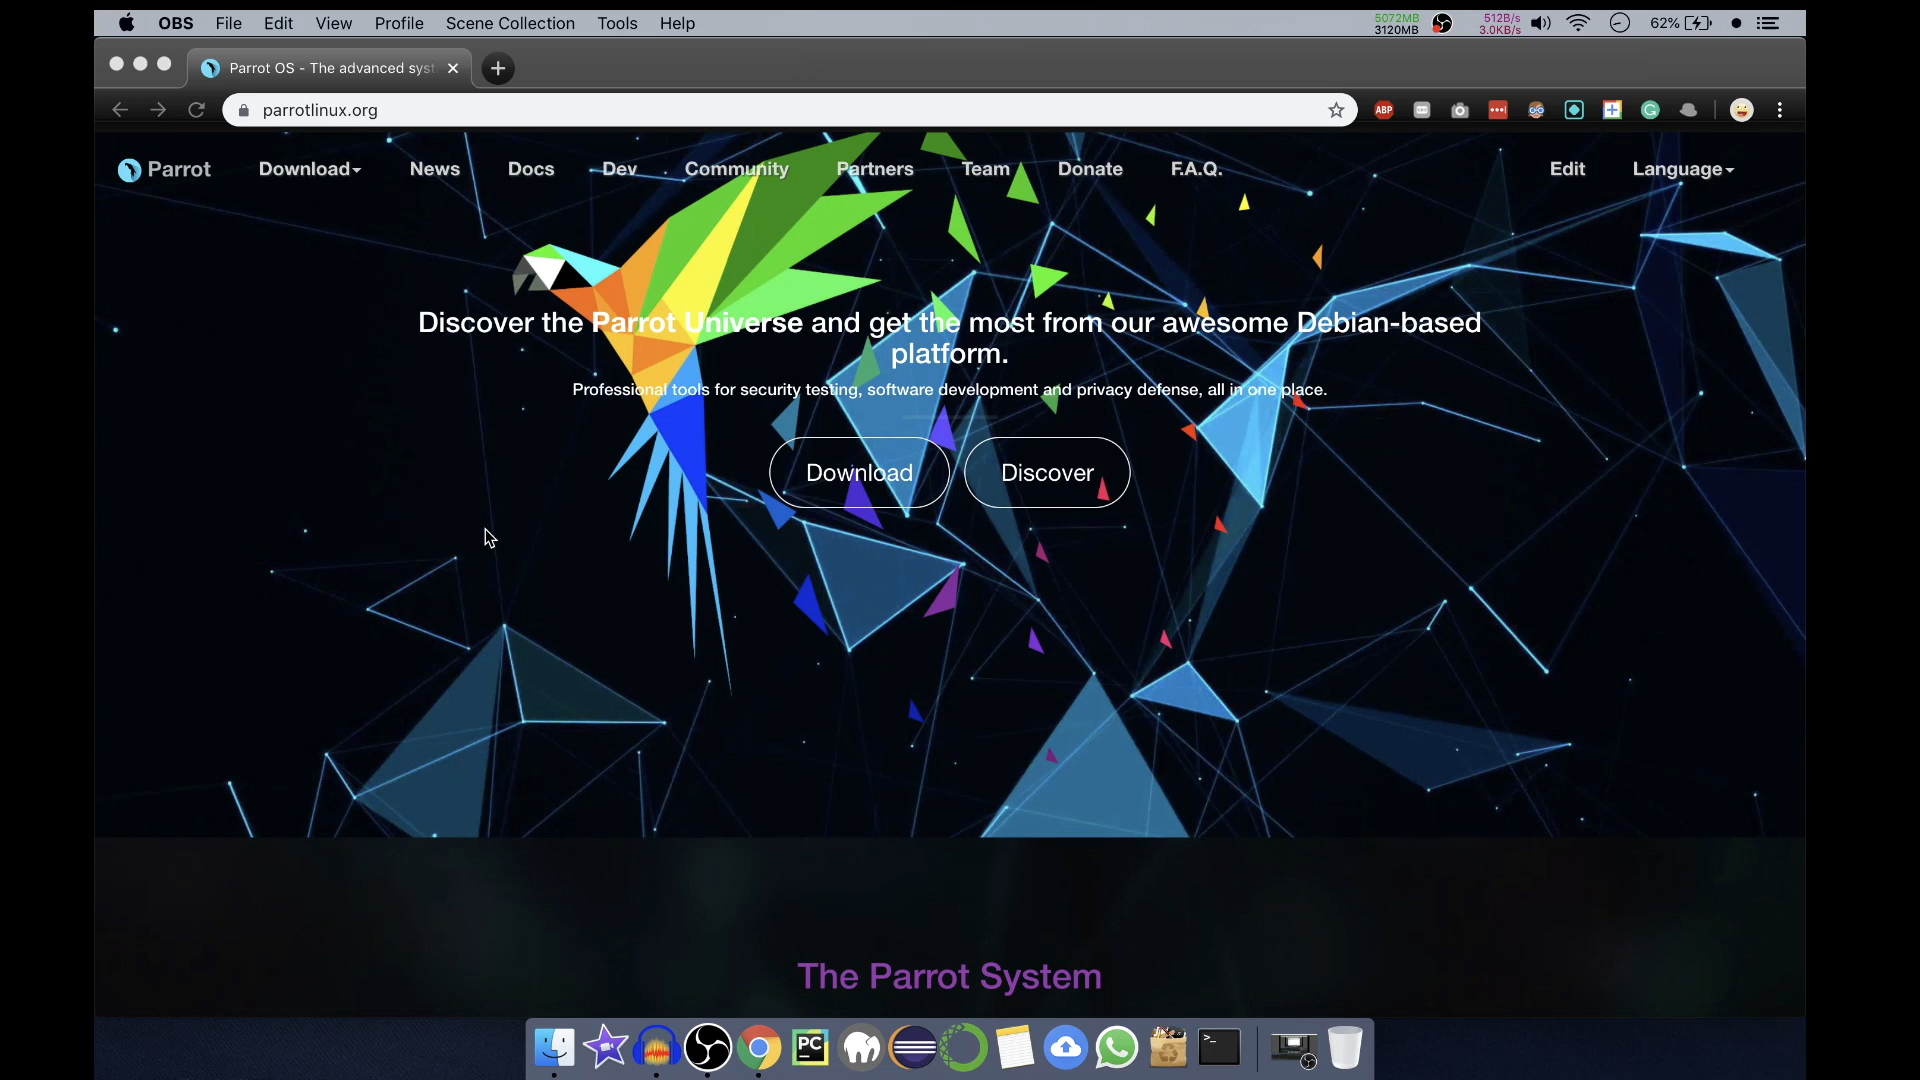 OBS File Edit View Profile Scene Collection Tools Help
5072MB
3120MB
512B/s
3.0KB/s
62%
Parrot OS - The advanced syst
parrotlinux.org
ABP
Parrot Download News Docs Dev Community Partners Team Donate F.A.Q. Edit Language
Discover the Parrot Universe and get the most from our awesome Debian-based
platform.
Professional tools for security testing, software development and privacy defense, all in one place.
Download Discover
The Parrot System
PC